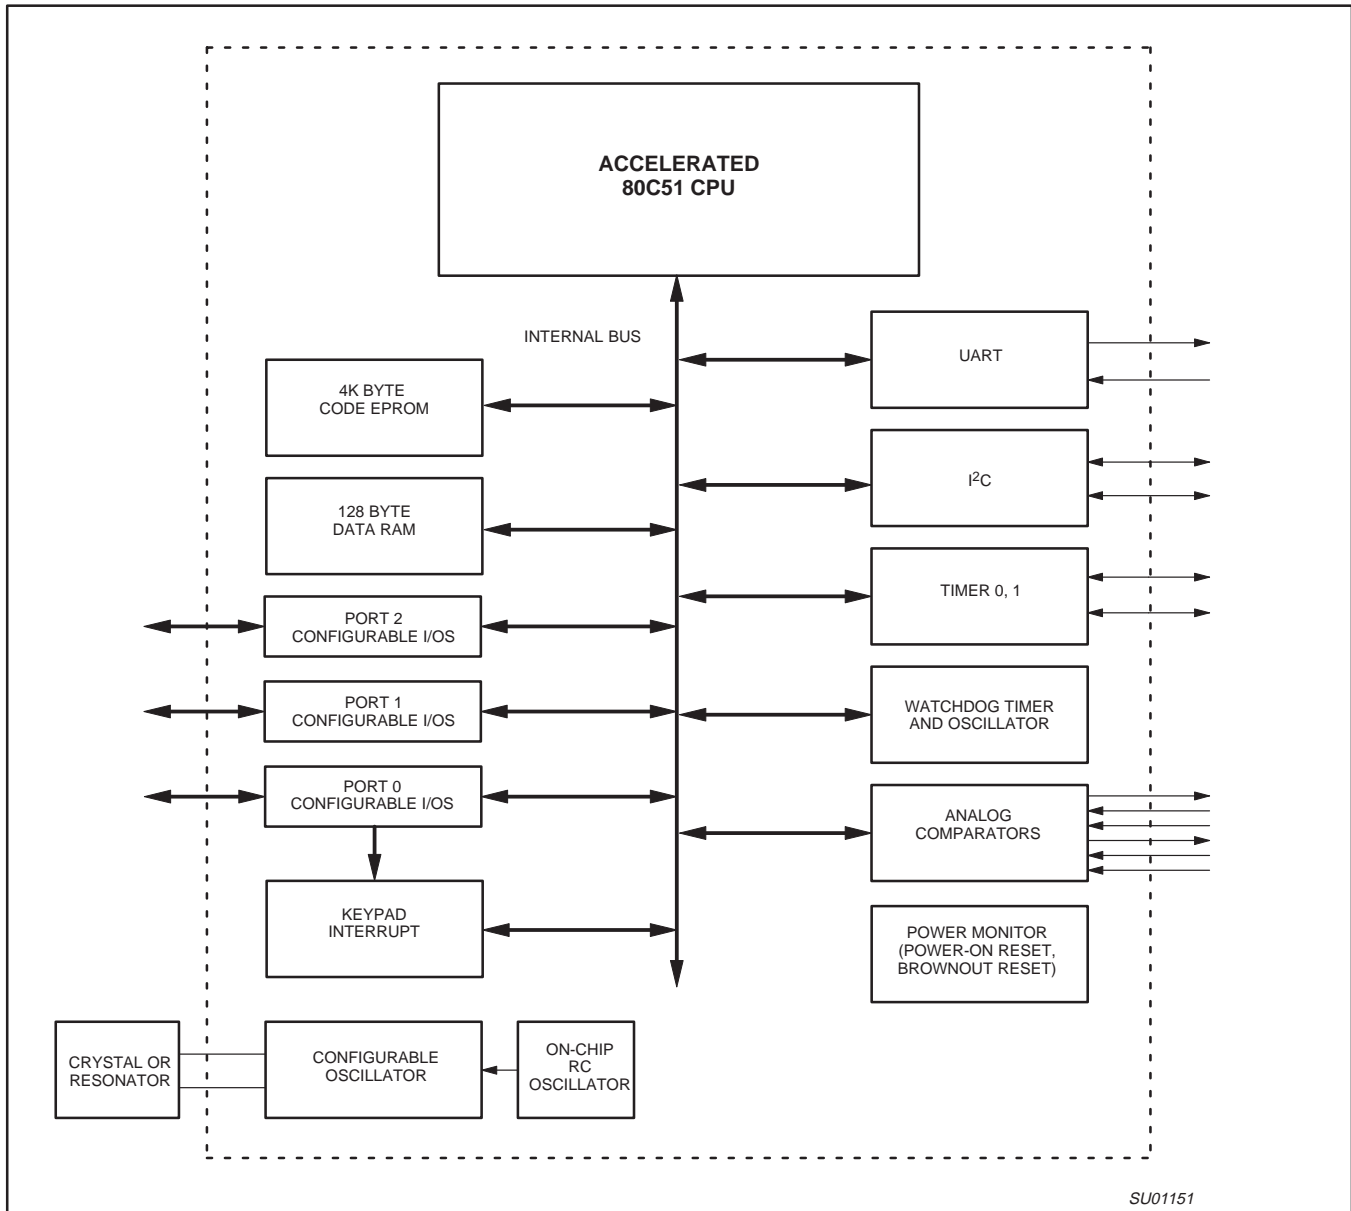 ACCELERATED
80C51 CPU
INTERNAL BUS
UART
4K BYTE
CODE EPROM
I²C
128 BYTE
DATA RAM
TIMER 0, 1
PORT 2
CONFIGURABLE I/OS
PORT 1
CONFIGURABLE I/OS
WATCHDOG TIMER
AND OSCILLATOR
PORT 0
CONFIGURABLE I/OS
ANALOG
COMPARATORS
KEYPAD
INTERRUPT
POWER MONITOR
(POWER-ON RESET,
BROWNOUT RESET)
CRYSTAL OR
RESONATOR
CONFIGURABLE
OSCILLATOR
ON-CHIP
RC
OSCILLATOR
SU01151